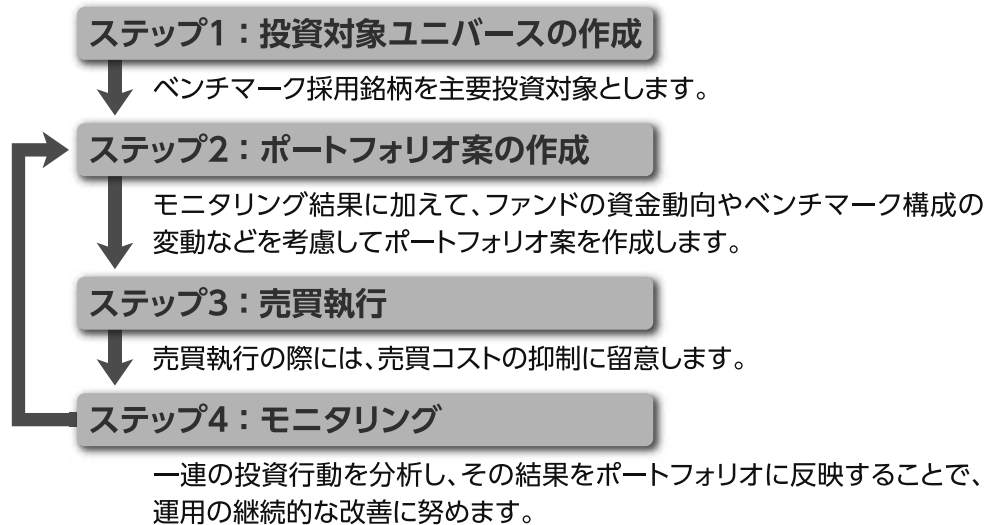 ステップ1：投資対象ユニバースの作成
ベンチマーク採用銘柄を主要投資対象とします。
ステップ2：ポートフォリオ案の作成
モニタリング結果に加えて、ファンドの資金動向やベンチマーク構成の
変動などを考慮してポートフォリオ案を作成します。
ステップ3：売買執行
売買執行の際には、売買コストの抑制に留意します。
ステップ4：モニタリング
一連の投資行動を分析し、その結果をポートフォリオに反映することで、
運用の継続的な改善に努めます。